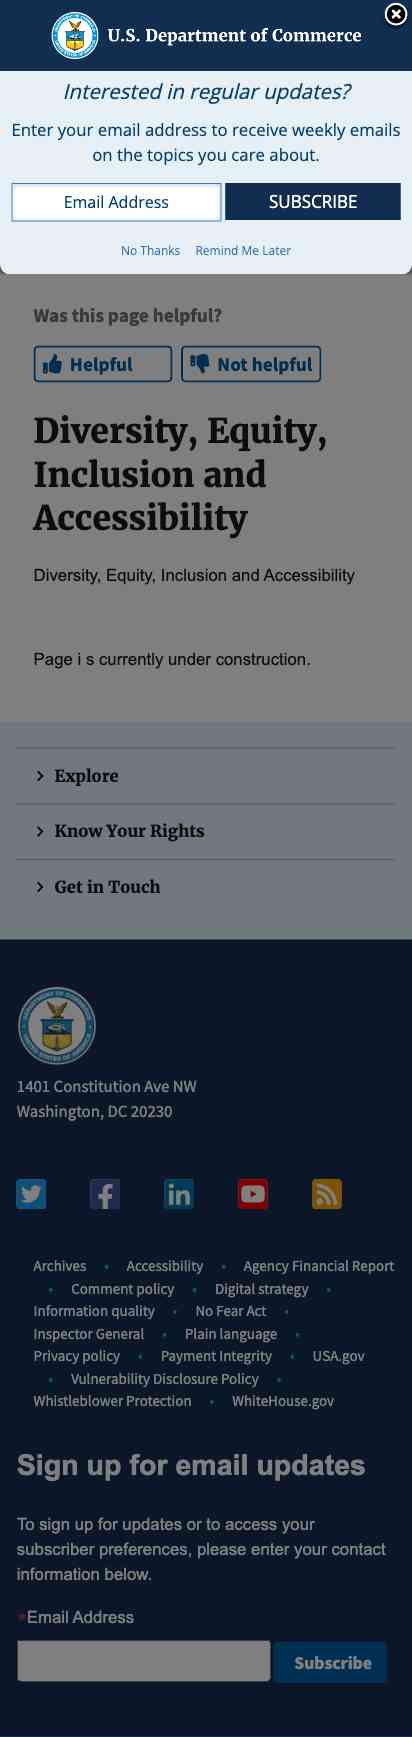 U.S. Department of Commerce
Interested in regular updates?
Enter your email address to receive weekly emails
on the topics you care about.
Email Address SUBSCRIBE
No Thanks Remind Me Later
Was this page helpful?
Helpful Not helpful
Diversity, Equity,
Inclusion and
Accessibility
Diversity, Equity, Inclusion and Accessibility
Page i s currently under construction.
Explore
Know Your Rights
Get in Touch
1401 Constitution Ave NW
Washington, DC 20230
Archives • Accessibility • Agency Financial Report
• Comment policy • Digital strategy •
Information quality • No Fear Act •
Inspector General • Plain language •
Privacy policy • Payment Integrity • USA.gov
• Vulnerability Disclosure Policy •
Whistleblower Protection • WhiteHouse.gov
Sign up for email updates
To sign up for updates or to access your
subscriber preferences, please enter your contact
information below.
*Email Address
Subscribe